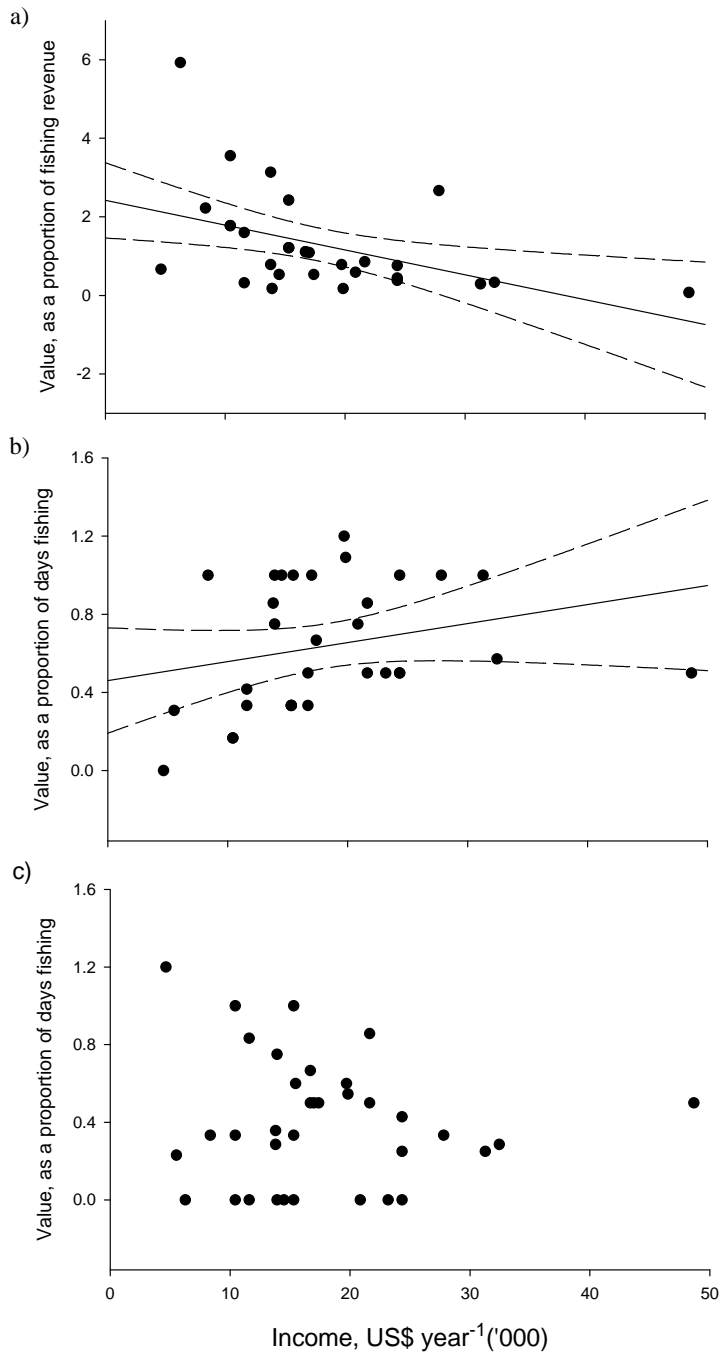 a)
Value, as a proportion of fishing revenue
6
4
2
0
-2
b)
Value, as a proportion of days fishing
1.6
1.2
0.8
0.4
0.0
c)
Value, as a proportion of days fishing
1.6
1.2
0.8
0.4
0.0
0 10 20 30 40 50
Income, US$ year⁻¹('000)